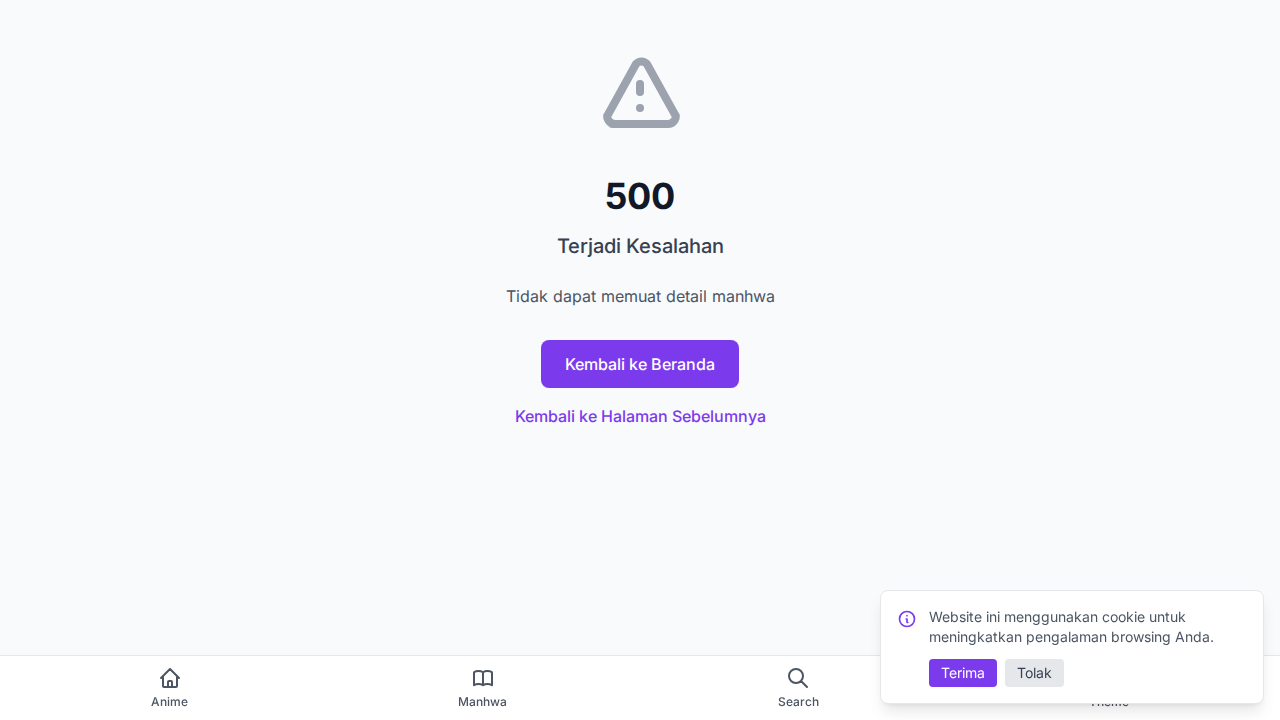 500
Terjadi Kesalahan
Tidak dapat memuat detail manhwa
Kembali ke Beranda
Kembali ke Halaman Sebelumnya
Website ini menggunakan cookie untuk
meningkatkan pengalaman browsing Anda.
Terima
Tolak
Anime
Manhwa
Search
Theme